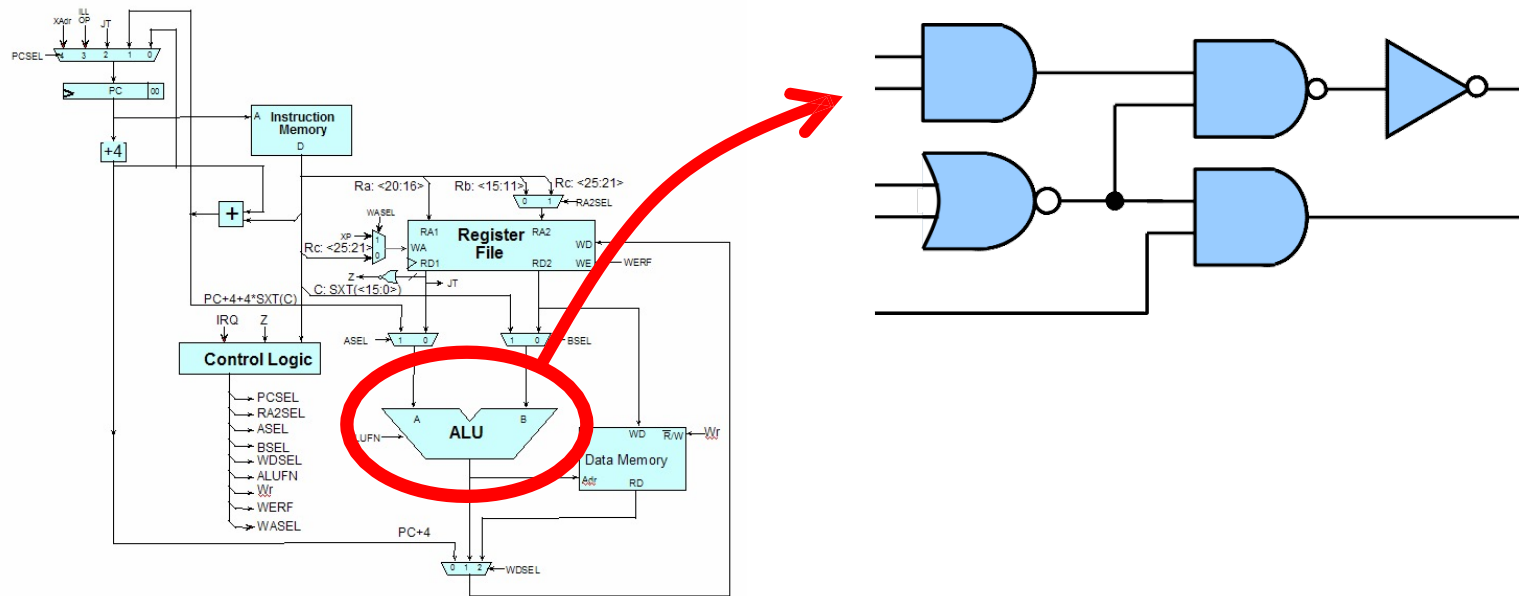 XAdr
ILL
OP
JT
PCSEL
4 3 2 1 0
PC
00
A
Instruction
Memory
D
[+4]
Ra: <20:16>
Rb: <15:11>
Rc: <25:21>
0 1
RA2SEL
+
WASEL
XP
1
0
Rc: <25:21>
RA1
RA2
Register
File
WA
WD
RD1
RD2
WE
WERF
Z
JT
C: SXT(<15:0>)
PC+4+4*SXT(C)
IRQ
Z
ASEL
1 0
1 0
BSEL
Control Logic
PCSEL
RA2SEL
ASEL
BSEL
WDSEL
ALUFN
Wr
WERF
WASEL
A
B
ALU
LUFN
WD
R/W
Wr
Data Memory
Adr
RD
PC+4
0 1 2
WDSEL